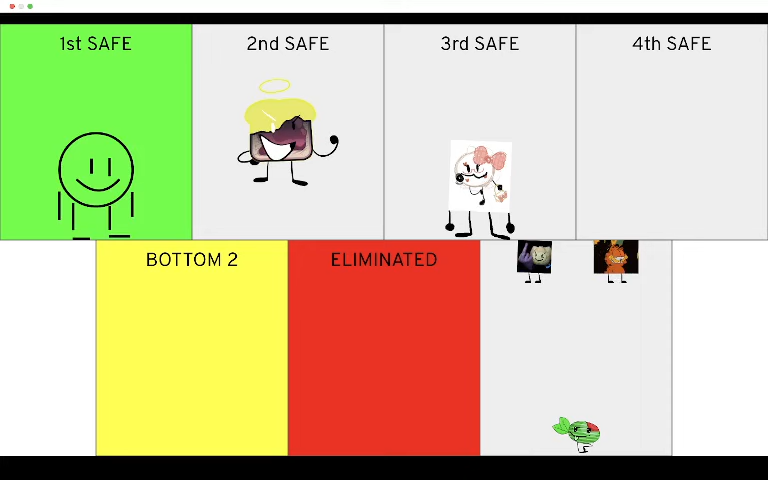 1st SAFE
2nd SAFE
3rd SAFE
4th SAFE
BOTTOM 2
ELIMINATED